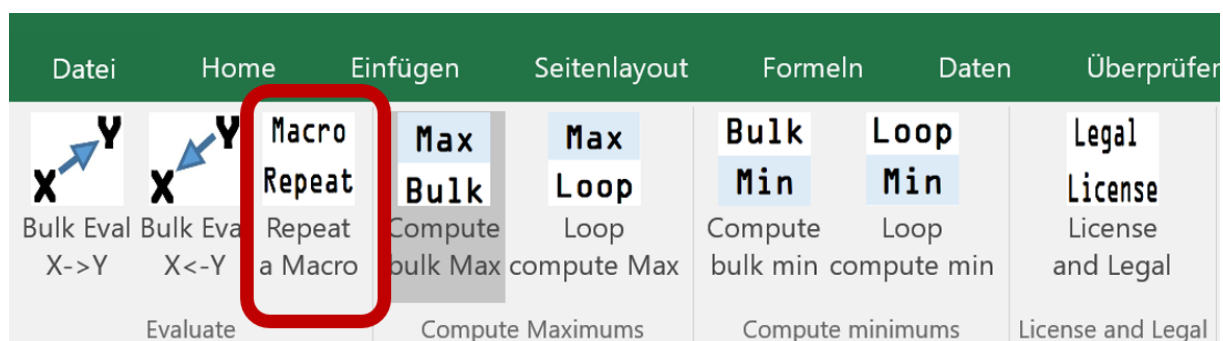 Datei Home Einfügen Seitenlayout Formeln Daten Überprüfen
Y Y Macro Max Max Bulk Loop Legal
X X Repeat Bulk Loop Min Min License
Bulk Eval Bulk Eva Repeat Compute Loop Compute Loop License
X->Y X<-Y a Macro bulk Max compute Max bulk min compute min and Legal
Evaluate Compute Maximums Compute minimums License and Legal